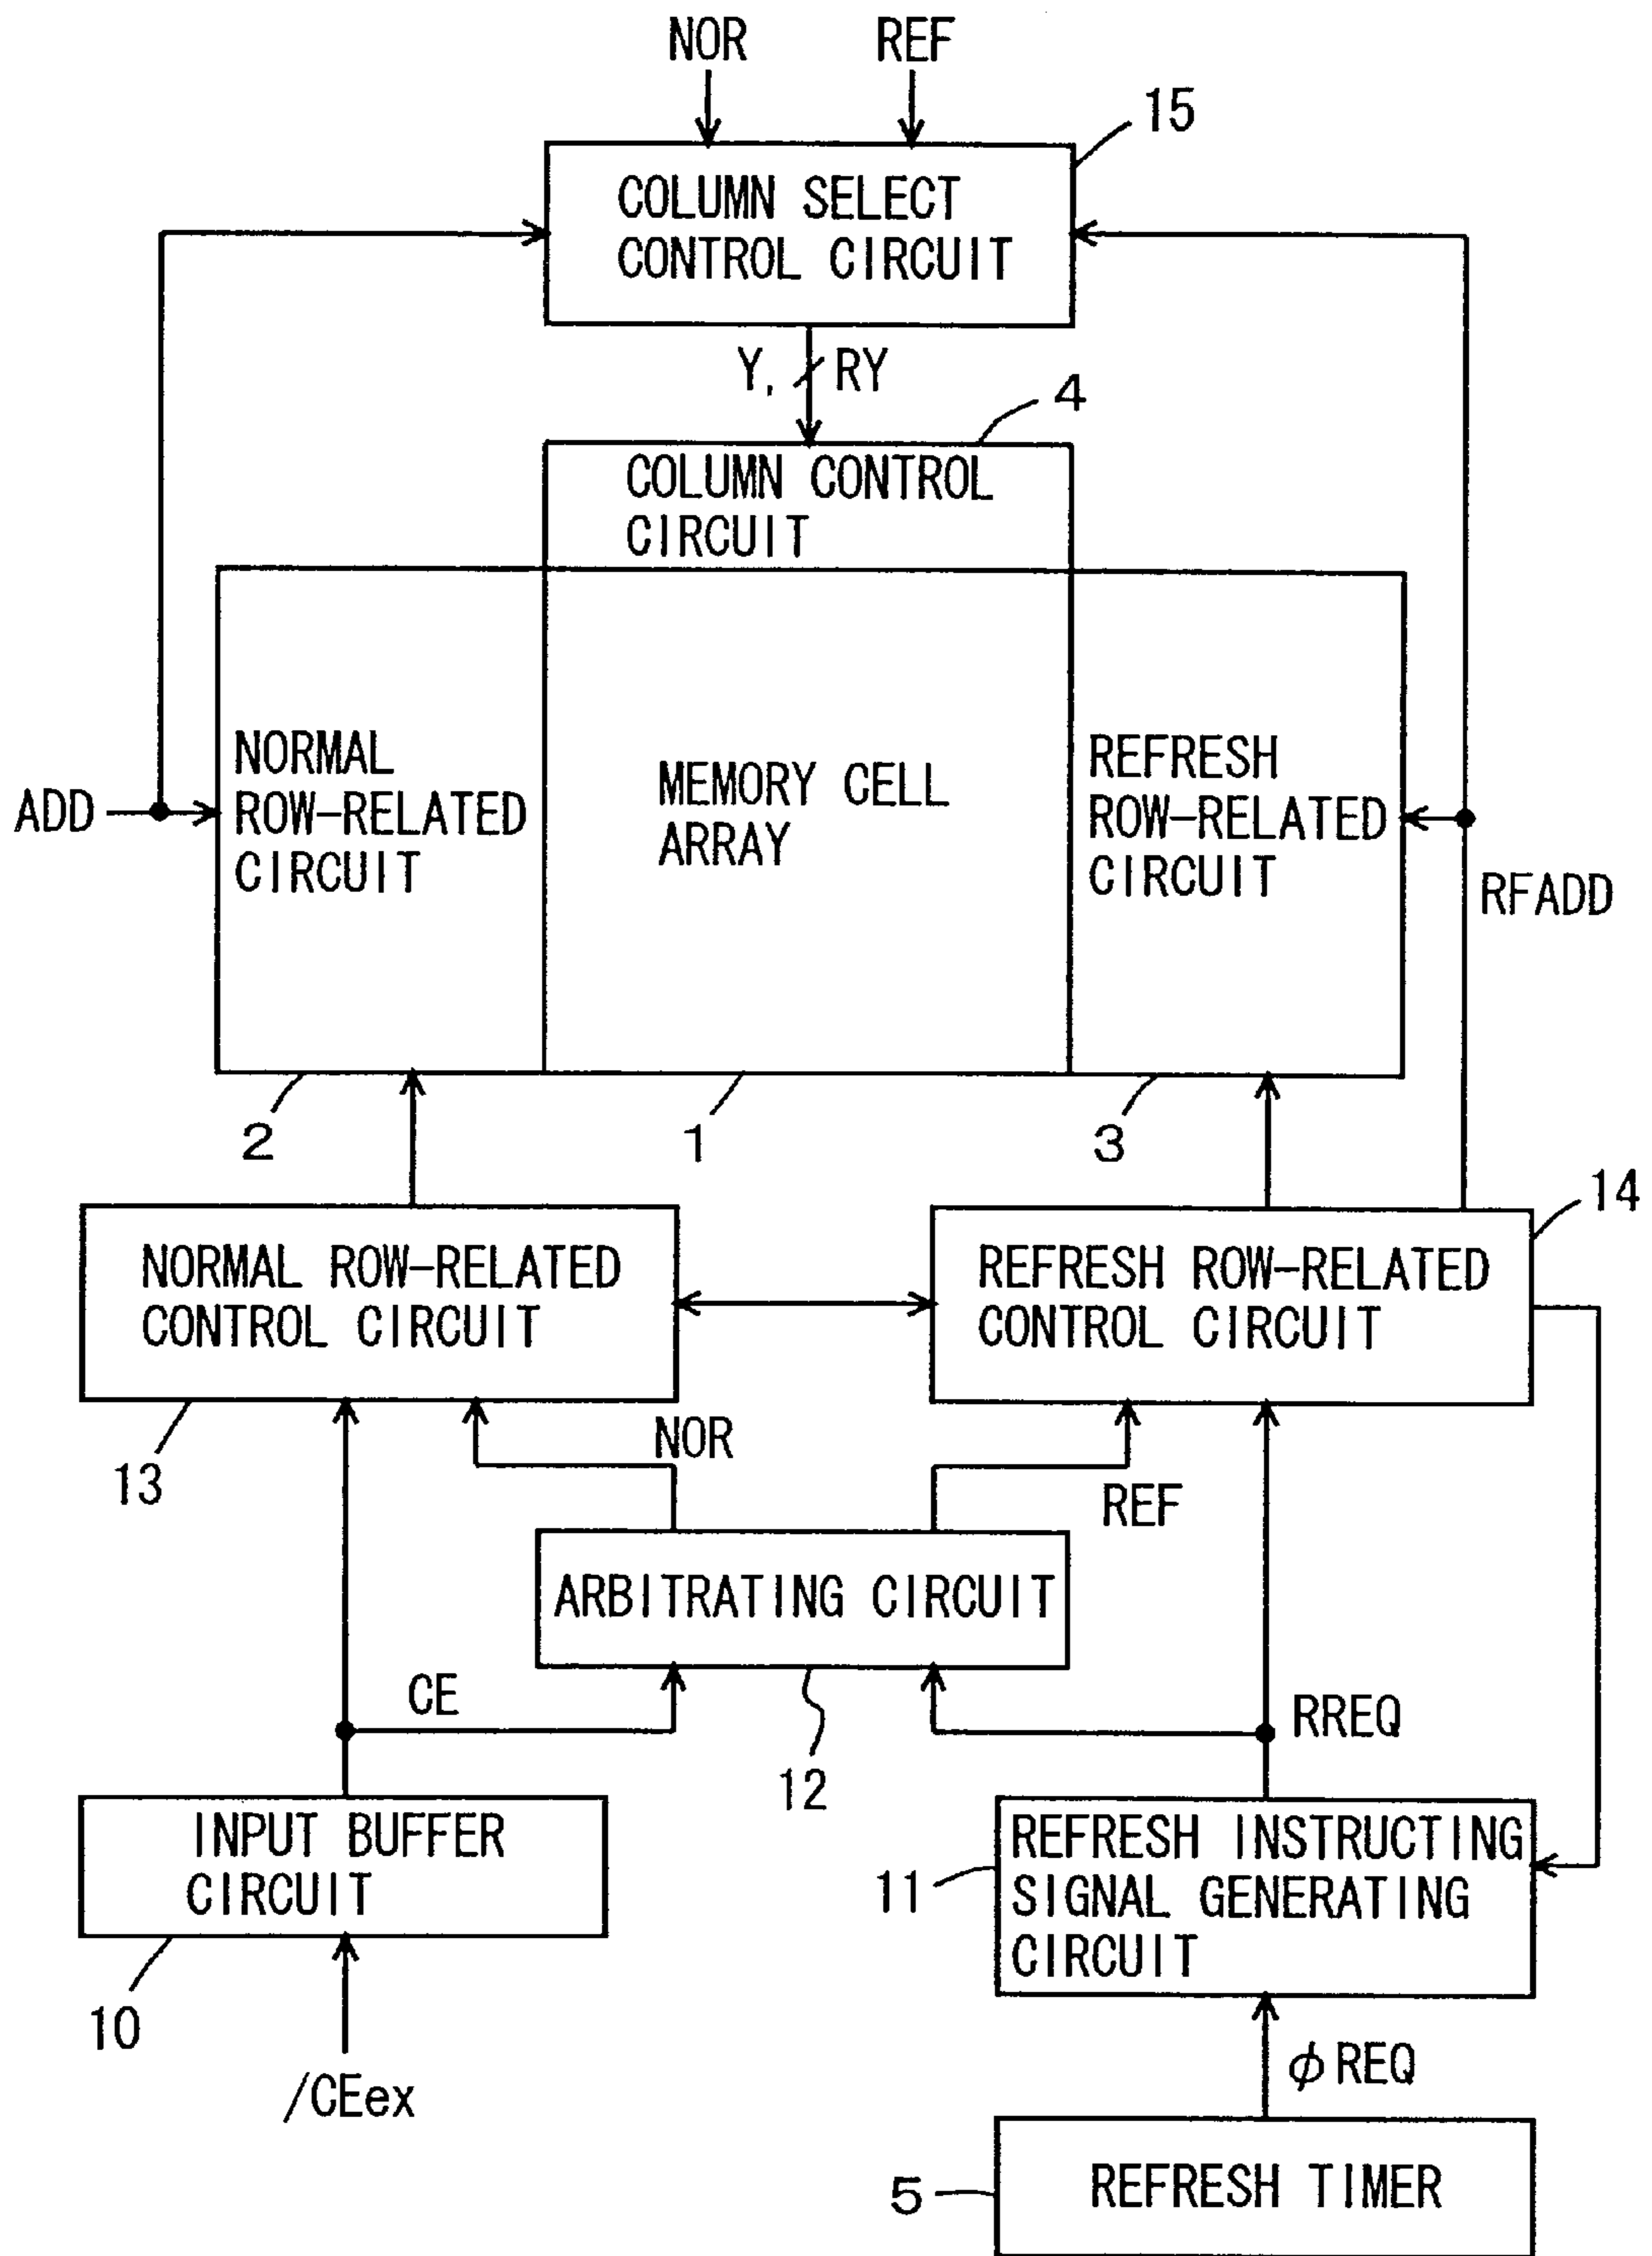 NOR
REF
15
COLUMN SELECT
CONTROL CIRCUIT
Y, RY
4
COLUMN CONTROL
CIRCUIT
NORMAL
ROW-RELATED
CIRCUIT
MEMORY CELL
ARRAY
REFRESH
ROW-RELATED
CIRCUIT
ADD
RFADD
2
1
3
14
NORMAL ROW-RELATED
CONTROL CIRCUIT
REFRESH ROW-RELATED
CONTROL CIRCUIT
13
NOR
REF
ARBITRATING CIRCUIT
CE
RREQ
12
INPUT BUFFER
CIRCUIT
11
REFRESH INSTRUCTING
SIGNAL GENERATING
CIRCUIT
10
/CEex
φREQ
5
REFRESH TIMER